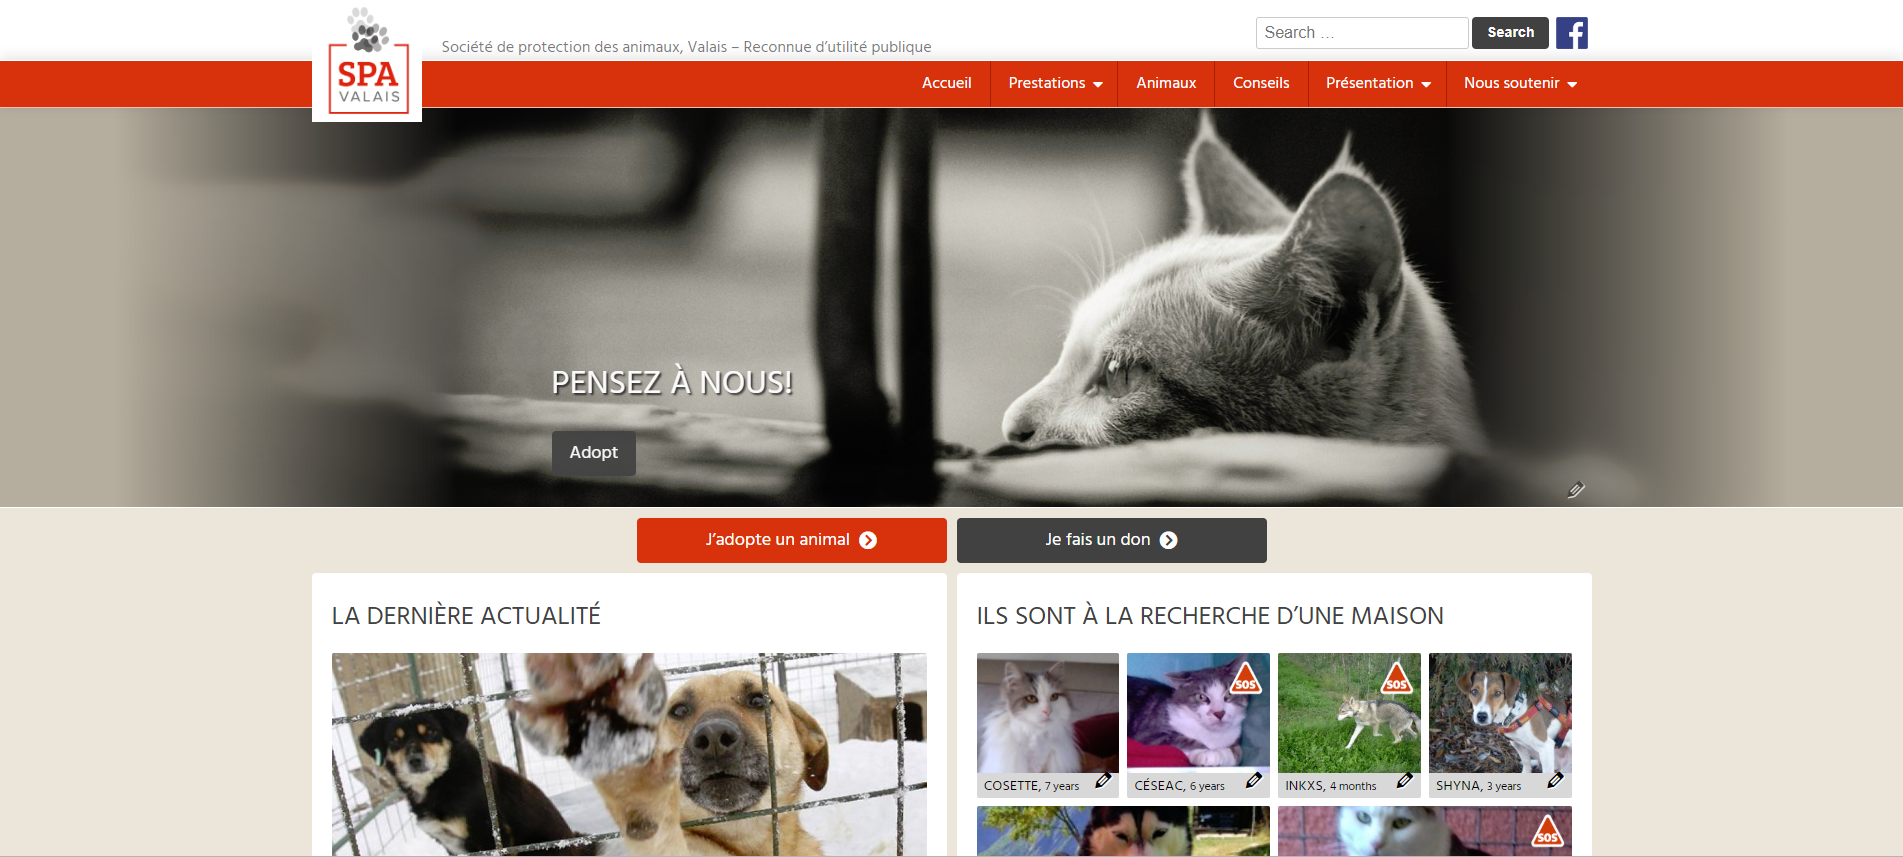 Société de protection des animaux, Valais – Reconnue d’utilité publique
Search …
Search
SPA
VALAIS
Accueil
Prestations
Animaux
Conseils
Présentation
Nous soutenir
PENSEZ À NOUS!
Adopt
J’adopte un animal
Je fais un don
LA DERNIÈRE ACTUALITÉ
ILS SONT À LA RECHERCHE D’UNE MAISON
SOS
SOS
COSETTE, 7 years
CÉSEAC, 6 years
INKXS, 4 months
SHYNA, 3 years
SOS